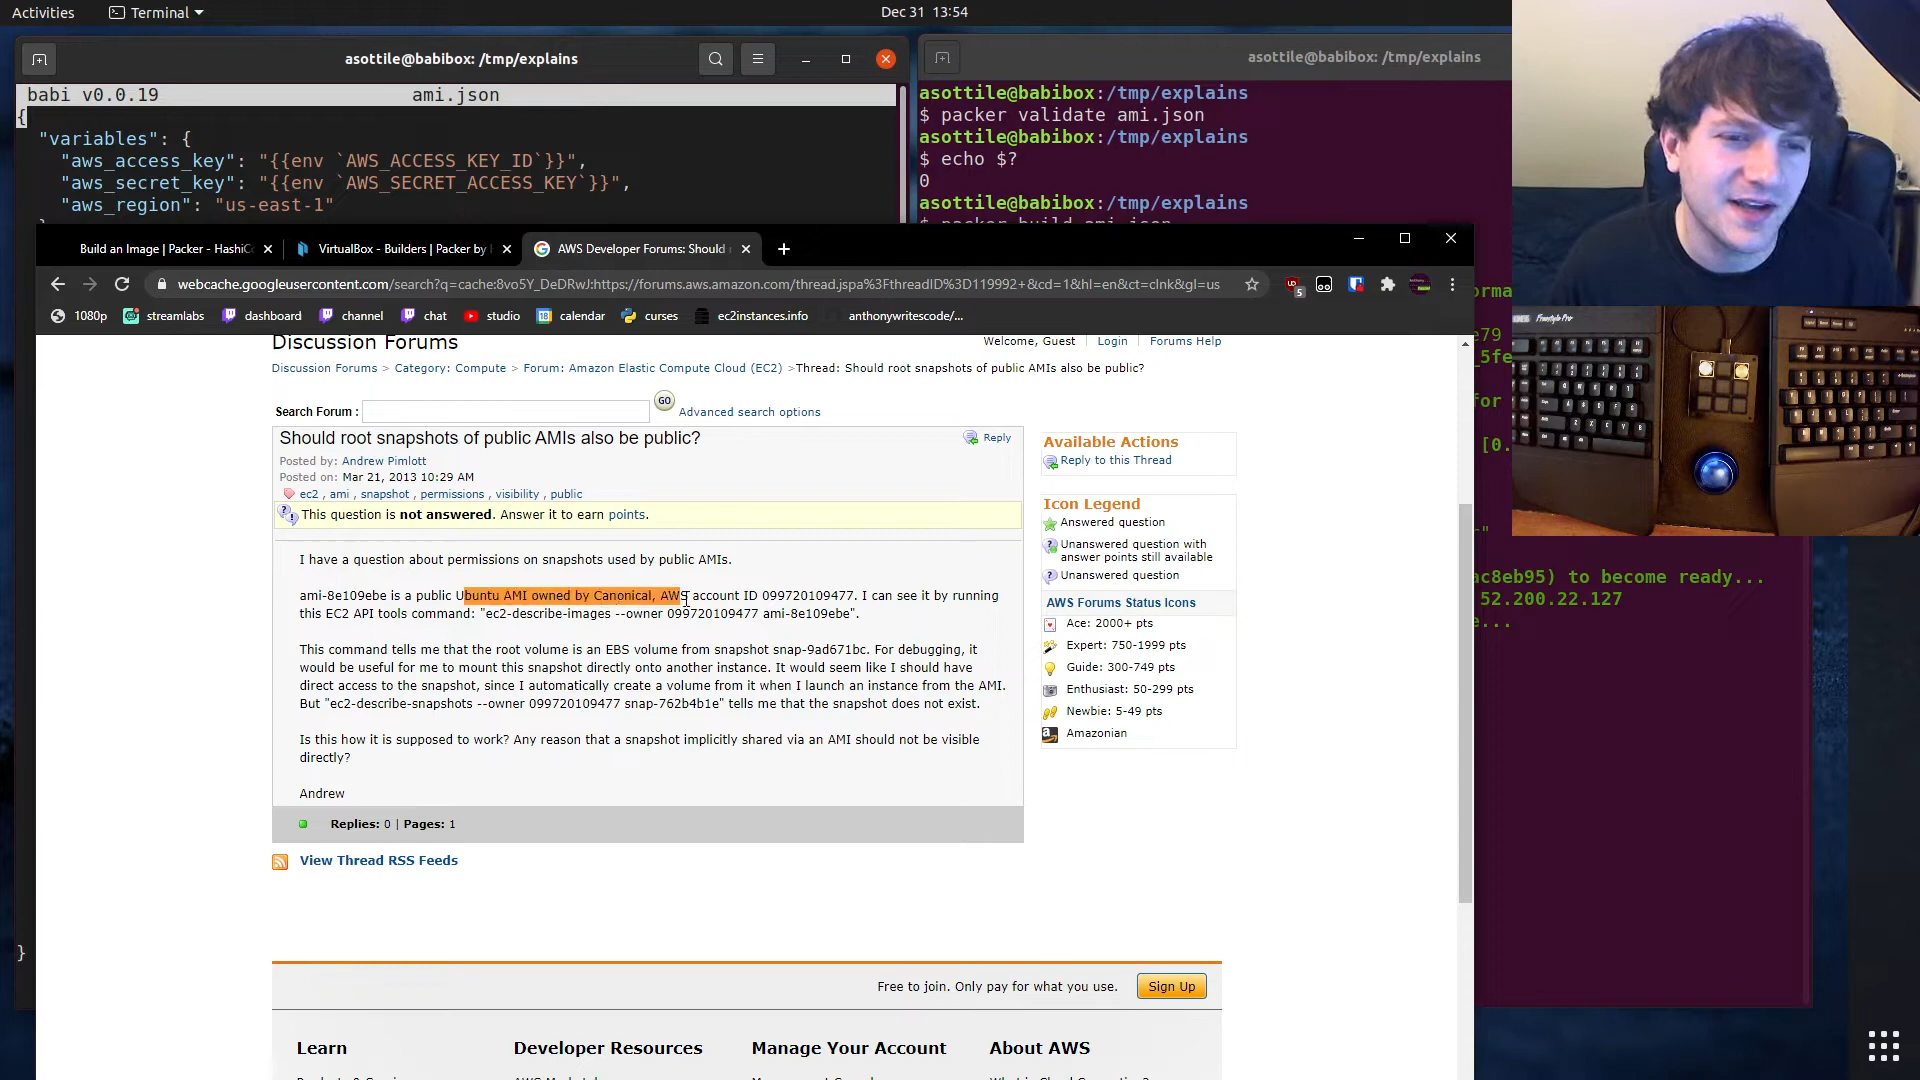 Activities
Terminal
Dec 31 13:54
asottile@babibox: /tmp/explains
babi v0.0.19
ami.json
{
"variables": {
"aws_access_key": "{{env `AWS_ACCESS_KEY_ID`}}",
"aws_secret_key": "{{env `AWS_SECRET_ACCESS_KEY`}}",
"aws_region": "us-east-1"
}
asottile@babibox: /tmp/explains
asottile@babibox:/tmp/explains
$ packer validate ami.json
asottile@babibox:/tmp/explains
$ echo $?
0
asottile@babibox:/tmp/explains
$ packer build ami.json
Build an Image | Packer - HashiC
VirtualBox - Builders | Packer by
AWS Developer Forums: Should
webcache.googleusercontent.com/search?q=cache:8vo5Y_DeDRwJ:https://forums.aws.amazon.com/thread.jspa%3FthreadID%3D119992+&cd=1&hl=en&ct=clnk&gl=us
5
1080p
streamlabs
dashboard
channel
chat
studio
18
calendar
curses
ec2instances.info
anthonywritescode/...
Discussion Forums
Welcome, Guest
Login
Forums Help
Discussion Forums > Category: Compute > Forum: Amazon Elastic Compute Cloud (EC2) >Thread: Should root snapshots of public AMIs also be public?
Search Forum :
GO
Advanced search options
Should root snapshots of public AMIs also be public?
Reply
Posted by: Andrew Pimlott
Posted on: Mar 21, 2013 10:29 AM
ec2 , ami , snapshot , permissions , visibility , public
This question is not answered. Answer it to earn points.
I have a question about permissions on snapshots used by public AMIs.
ami-8e109ebe is a public Ubuntu AMI owned by Canonical, AWS account ID 099720109477. I can see it by running
this EC2 API tools command: "ec2-describe-images --owner 099720109477 ami-8e109ebe".
This command tells me that the root volume is an EBS volume from snapshot snap-9ad671bc. For debugging, it
would be useful for me to mount this snapshot directly onto another instance. It would seem like I should have
direct access to the snapshot, since I automatically create a volume from it when I launch an instance from the AMI.
But "ec2-describe-snapshots --owner 099720109477 snap-762b4b1e" tells me that the snapshot does not exist.
Is this how it is supposed to work? Any reason that a snapshot implicitly shared via an AMI should not be visible
directly?
Andrew
Replies: 0 | Pages: 1
View Thread RSS Feeds
Available Actions
Reply to this Thread
Icon Legend
Answered question
Unanswered question with
answer points still available
Unanswered question
AWS Forums Status Icons
Ace: 2000+ pts
Expert: 750-1999 pts
Guide: 300-749 pts
Enthusiast: 50-299 pts
Newbie: 5-49 pts
Amazonian
Free to join. Only pay for what you use.
Sign Up
Learn
Developer Resources
Manage Your Account
About AWS
orma
e79
_5fe
for
[0.
"
ac8eb95) to become ready...
52.200.22.127
e...
}
Freestyle Pro